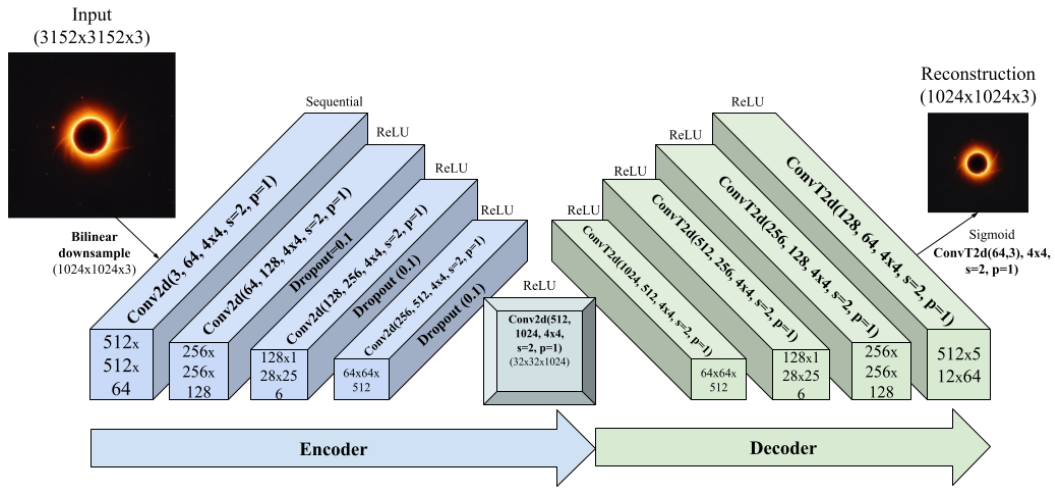 Input
(3152x3152x3)
Bilinear
downsample
(1024x1024x3)
Sequential
Conv2d(3, 64, 4x4, s=2, p=1)
512x
512x
64
ReLU
Conv2d(64, 128, 4x4, s=2, p=1)
Dropout=0.1
256x
256x
128
ReLU
Conv2d(128, 256, 4x4, s=2, p=1)
Dropout (0.1)
128x1
28x25
6
ReLU
Conv2d(256, 512, 4x4, s=2, p=1)
Dropout (0.1)
64x64x
512
ReLU
Conv2d(512,
1024, 4x4,
s=2, p=1)
(32x32x1024)
ReLU
ConvT2d(1024, 512, 4x4, s=2, p=1)
64x64x
512
ReLU
ConvT2d(512, 256, 4x4, s=2, p=1)
128x1
28x25
6
ReLU
ConvT2d(256, 128, 4x4, s=2, p=1)
256x
256x
128
ReLU
ConvT2d(128, 64, 4x4, s=2, p=1)
512x5
12x64
Reconstruction
(1024x1024x3)
Sigmoid
ConvT2d(64,3), 4x4,
s=2, p=1)
Encoder
Decoder